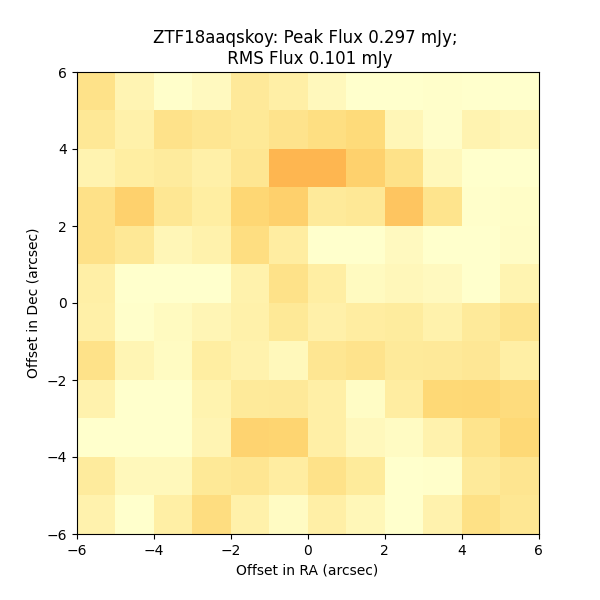 ZTF18aaqskoy: Peak Flux 0.297 mJy;
RMS Flux 0.101 mJy
6
4
2
0
−2
−4
−6
Offset in Dec (arcsec)
−6 −4 −2 0 2 4 6
Offset in RA (arcsec)